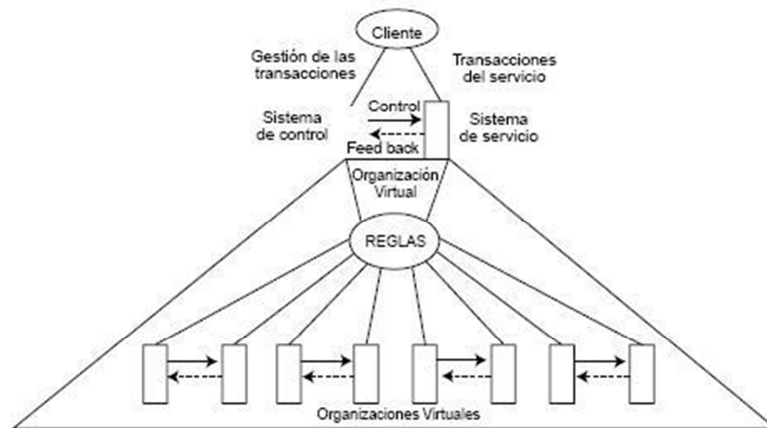 Cliente
Gestión de las
transacciones
Transacciones
del servicio
Sistema
de control
Control
Feed back
Sistema
de servicio
Organización
Virtual
REGLAS
Organizaciones Virtuales